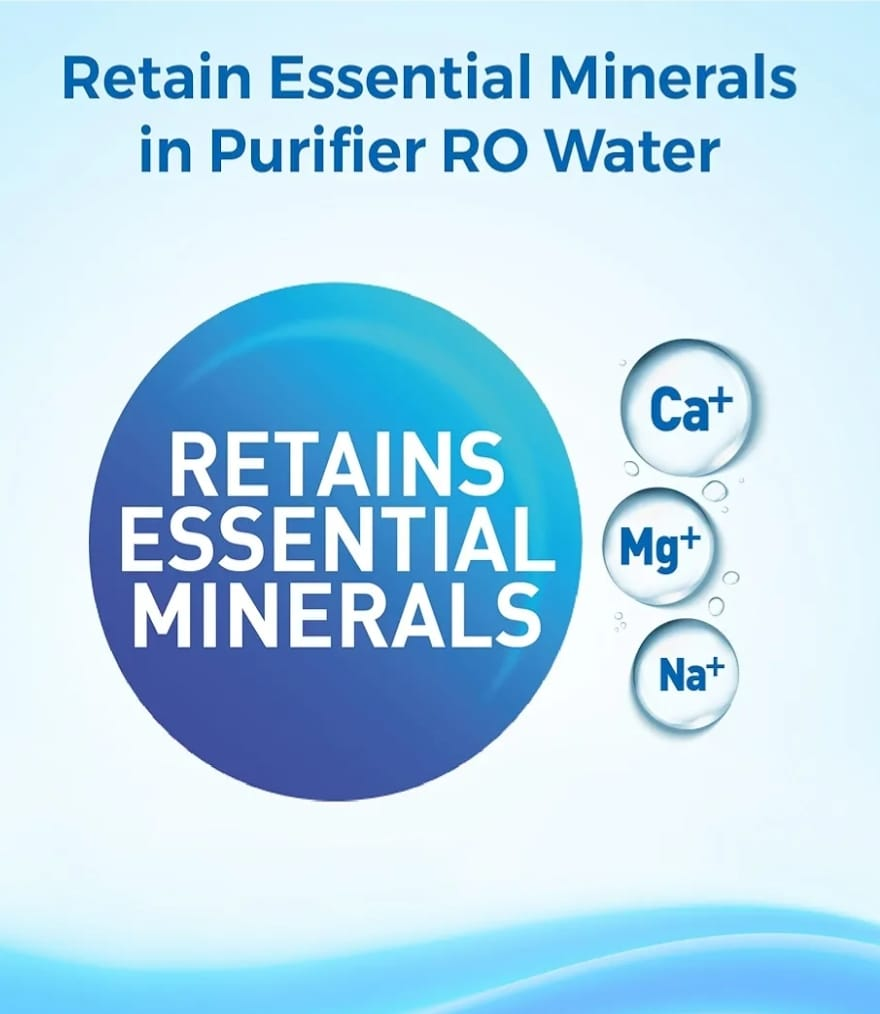 Retain Essential Minerals
in Purifier RO Water
RETAINS
ESSENTIAL
MINERALS
Ca+
Mg+
Na+